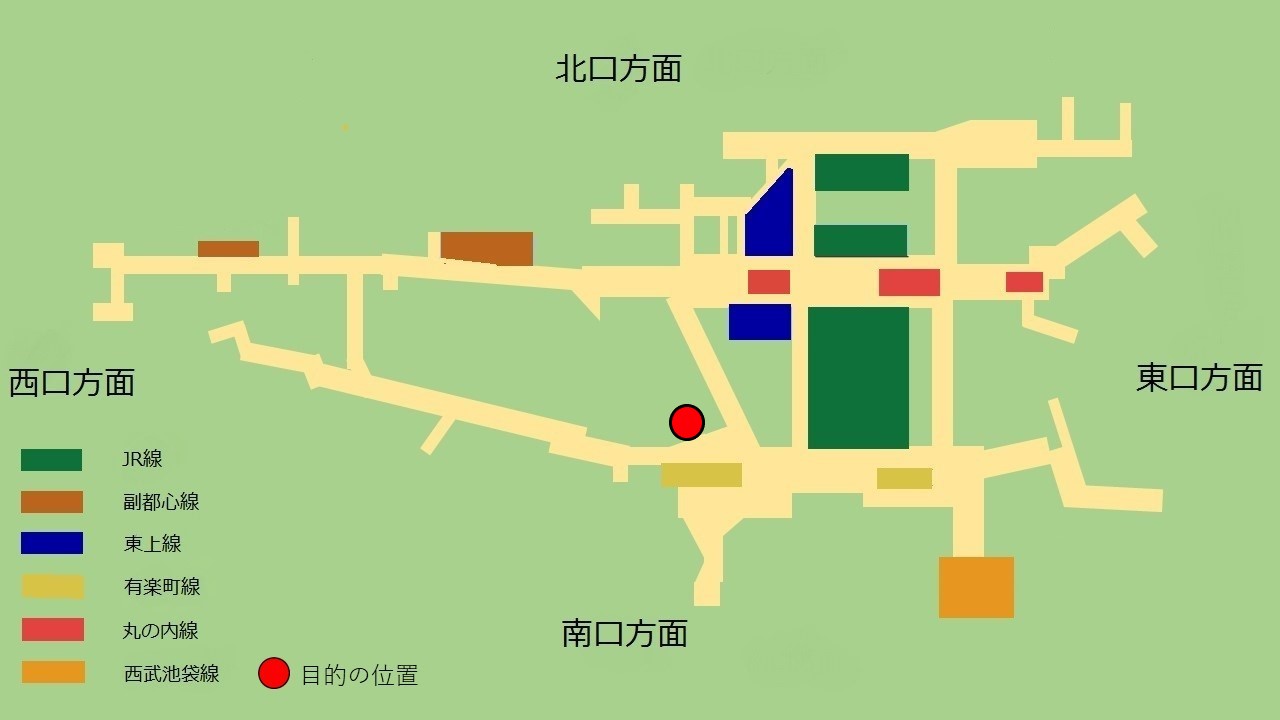 北口方面
西口方面
東口方面
JR線
副都心線
東上線
有楽町線
丸の内線
西武池袋線
目的の位置
南口方面